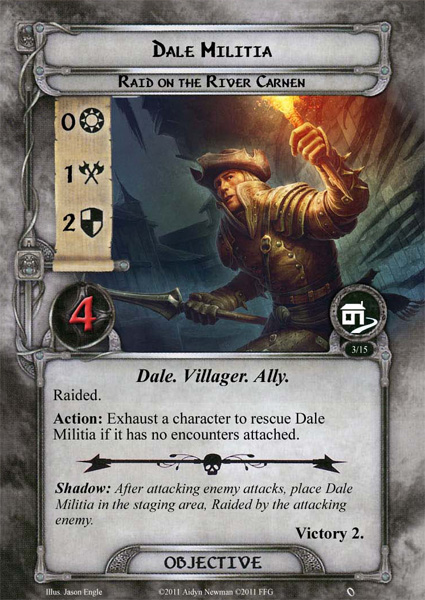 Dale Militia
Raid on the River Carnen
0
1
2
4
3/15
Dale. Villager. Ally.
Raided.
Action: Exhaust a character to rescue Dale
Militia if it has no encounters attached.
Shadow: After attacking enemy attacks, place Dale
Militia in the staging area, Raided by the attacking
enemy.
Victory 2.
OBJECTIVE
Illus. Jason Engle
©2011 Aidyn Newman ©2011 FFG
0